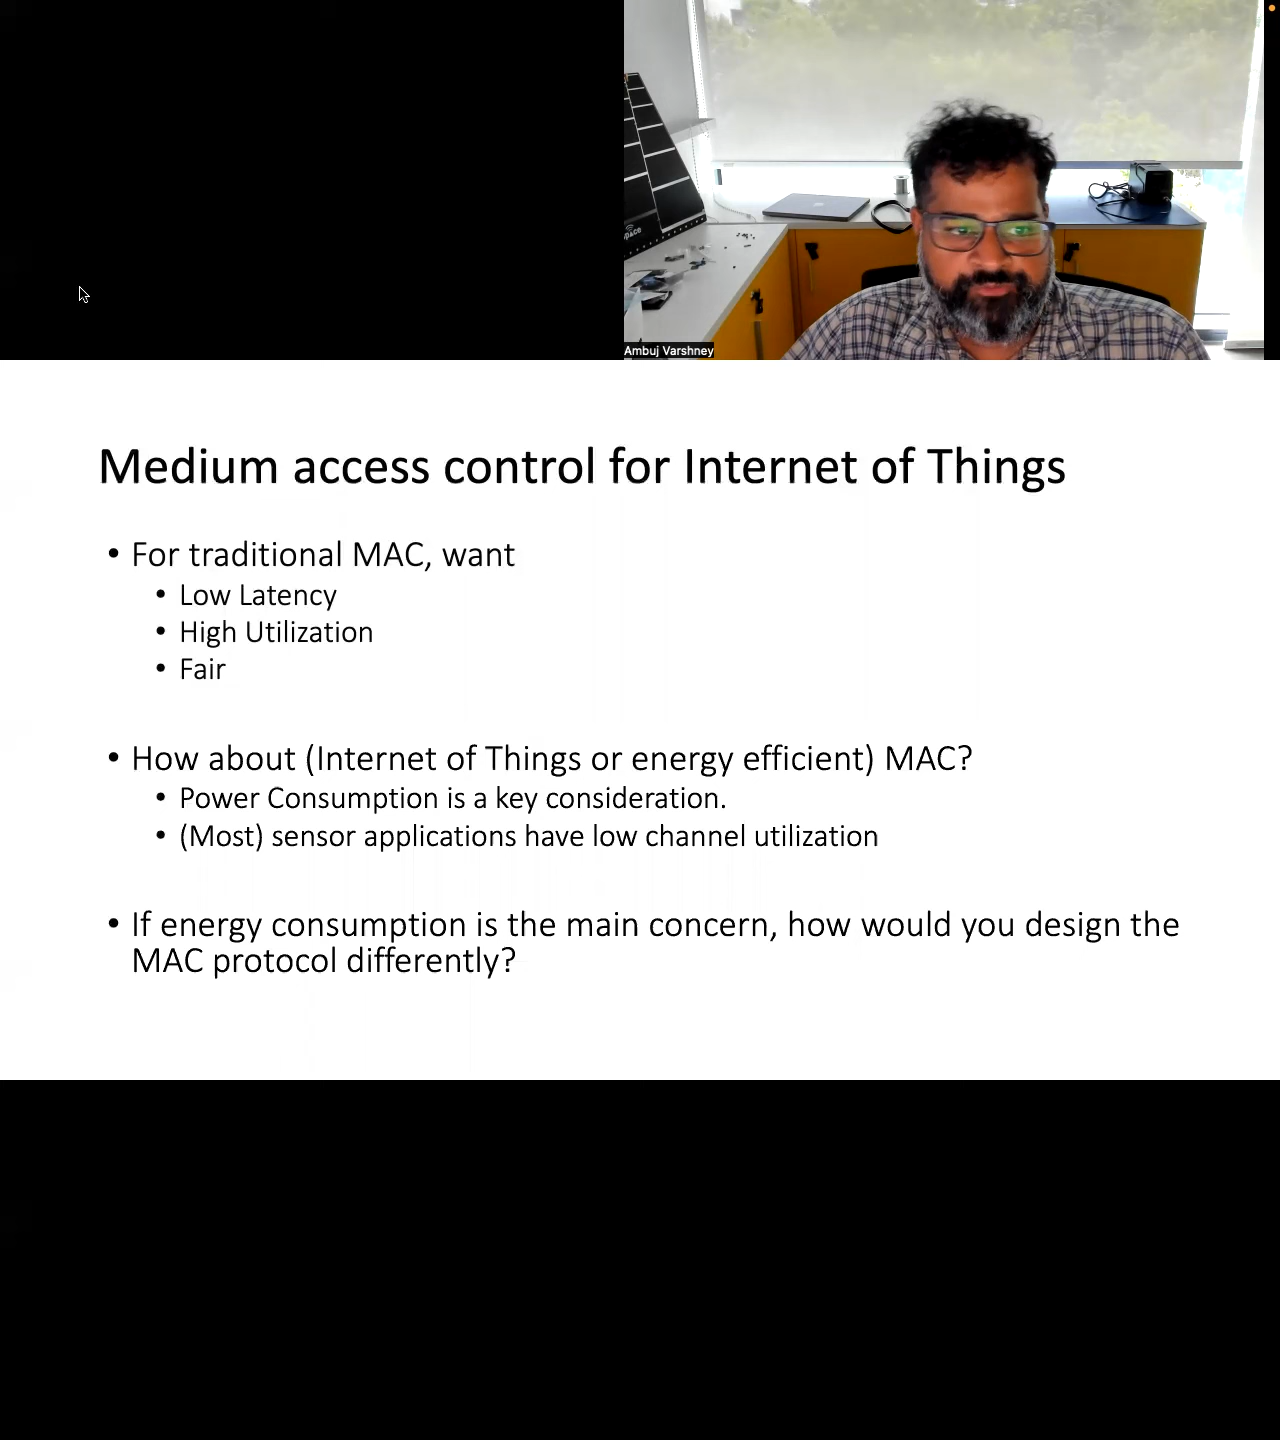 Ambuj Varshney
Medium access control for Internet of Things
• For traditional MAC, want
• Low Latency
• High Utilization
• Fair
• How about (Internet of Things or energy efficient) MAC?
• Power Consumption is a key consideration.
• (Most) sensor applications have low channel utilization
• If energy consumption is the main concern, how would you design the
MAC protocol differently?